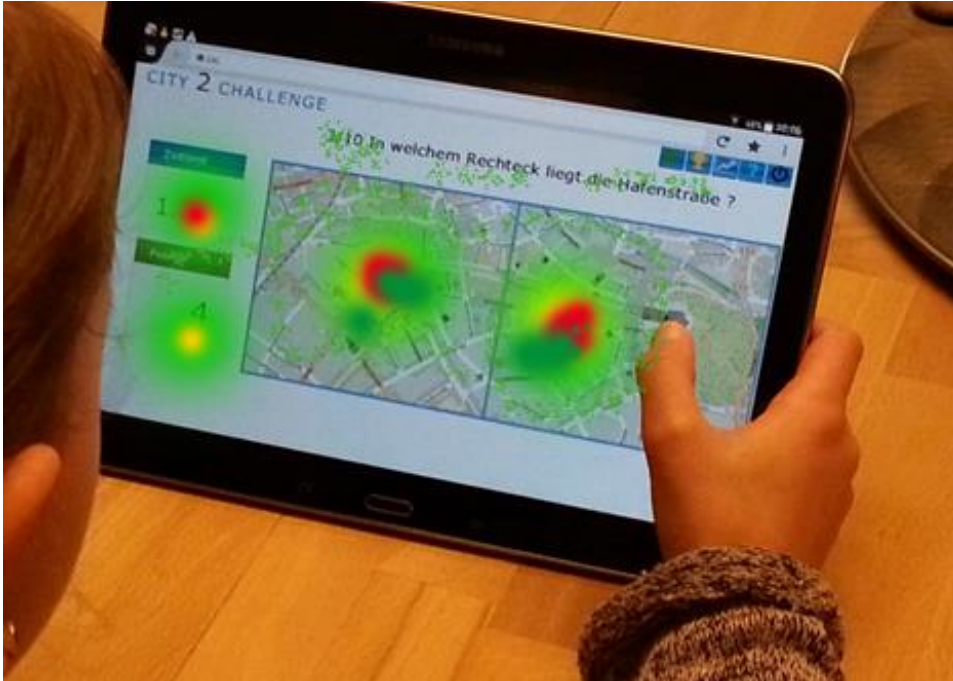 SAMSUNG
CITY 2 CHALLENGE
3/10 In welchem Rechteck liegt die Hafenstraße ?
Zeitlimit
1
4